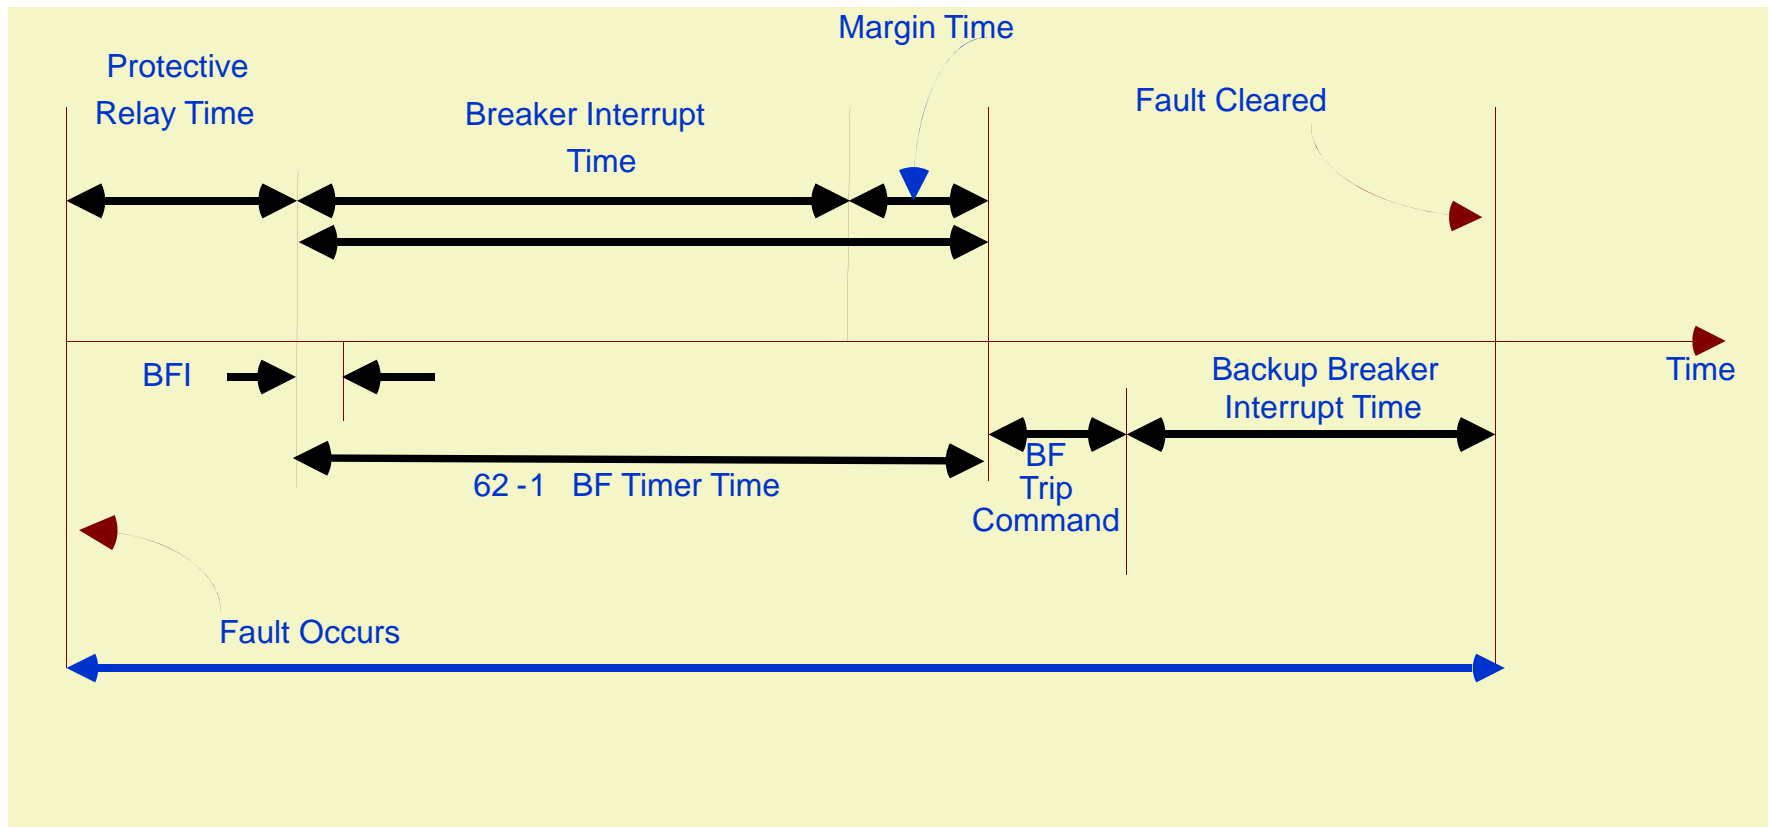 Margin Time
Protective
Relay Time
Breaker Interrupt
Time
Fault Cleared
BFI
Backup Breaker
Interrupt Time
Time
62 -1 BF Timer Time
BF
Trip
Command
Fault Occurs